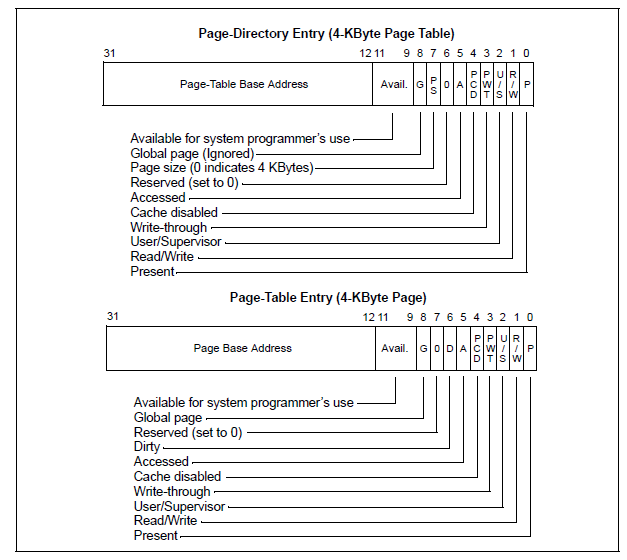 Page-Directory Entry (4-KByte Page Table)
31 12 11 9 8 7 6 5 4 3 2 1 0
Page-Table Base Address Avail. G PS 0 A PCD PWT U/S R/W P
Available for system programmer's use
Global page (Ignored)
Page size (0 indicates 4 KBytes)
Reserved (set to 0)
Accessed
Cache disabled
Write-through
User/Supervisor
Read/Write
Present
Page-Table Entry (4-KByte Page)
31 12 11 9 8 7 6 5 4 3 2 1 0
Page Base Address Avail. G 0 D A PCD PWT U/S R/W P
Available for system programmer's use
Global page
Reserved (set to 0)
Dirty
Accessed
Cache disabled
Write-through
User/Supervisor
Read/Write
Present